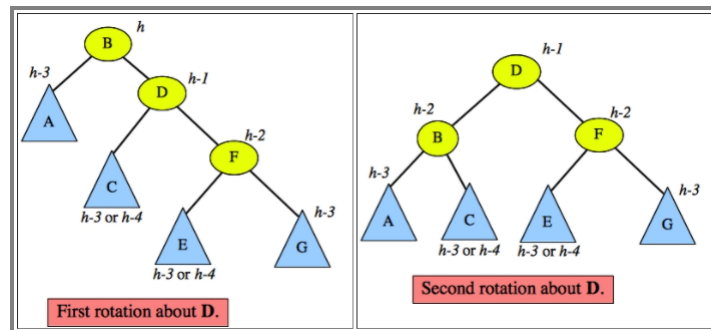 h
B
h-3
h-1
A
D
h-2
C
F
h-3 or h-4
h-3
E
G
h-3 or h-4
First rotation about D.
h-1
D
h-2
h-2
B
F
h-3
h-3
A
C
E
G
h-3 or h-4
h-3 or h-4
Second rotation about D.